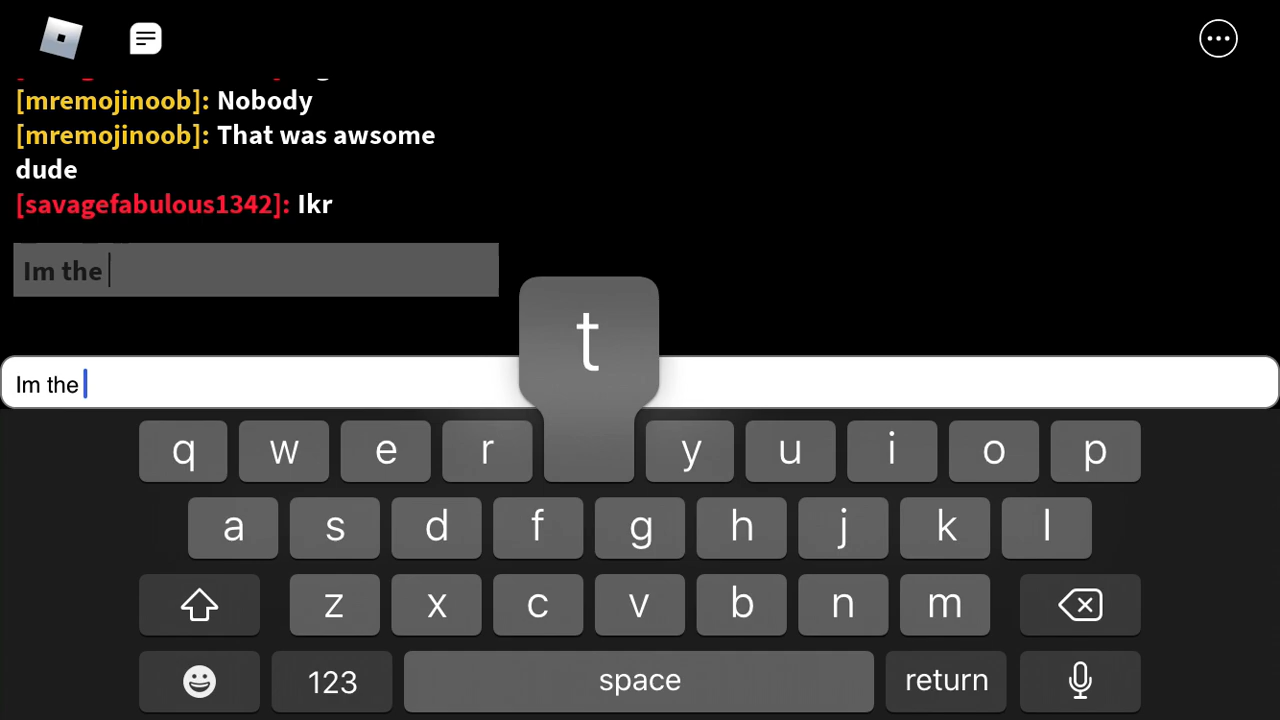 [mremojinoob]: Nobody
[mremojinoob]: That was awsome
dude
[savagefabulous1342]: Ikr
Im the
t
Im the
q w e r y u i o p
a s d f g h j k l
z x c v b n m
123 space return